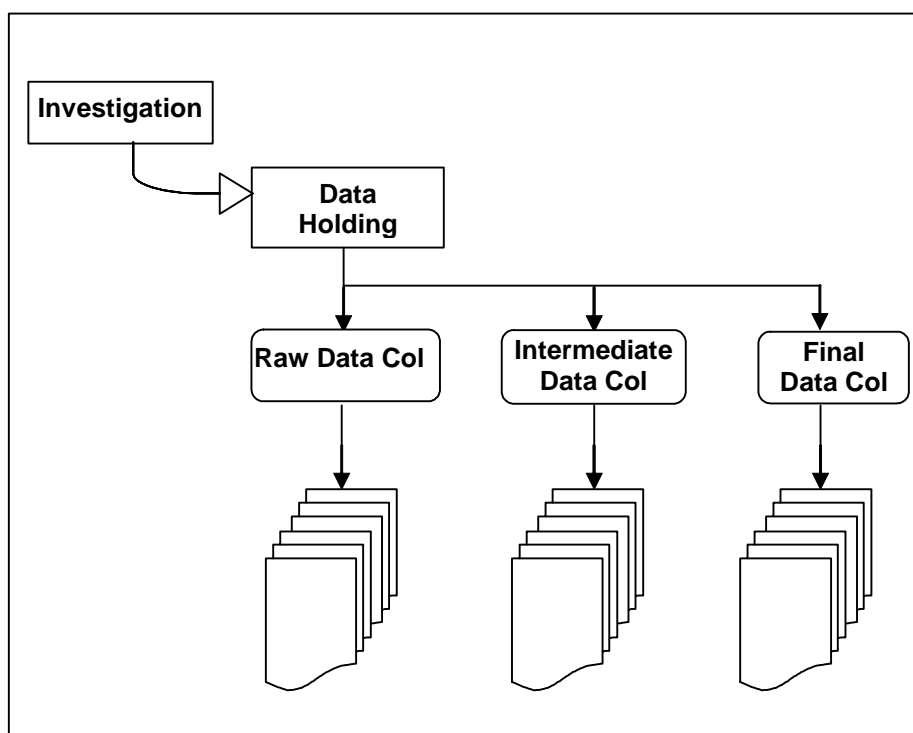 Investigation
Data
Holding
Raw Data Col
Intermediate
Data Col
Final
Data Col